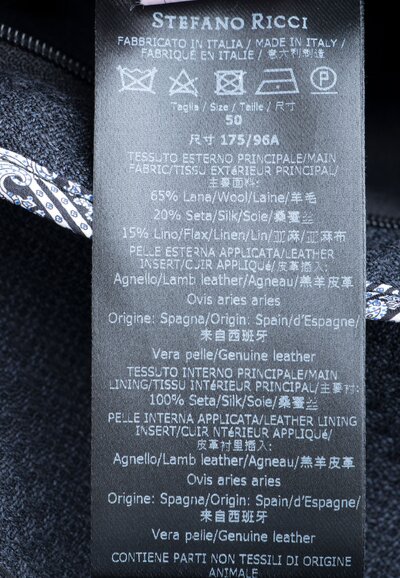 STEFANO RICCI
FABBRICATO IN ITALIA / MADE IN ITALY /
FABRIQUÉ EN ITALIE / 意大利制造
P
Taglia / Size / Taille / 尺寸
50
尺寸 175/96A
TESSUTO ESTERNO PRINCIPALE/MAIN
FABRIC/TISSU EXTÉRIEUR PRINCIPAL/
主要面料:
65% Lana/Wool/Laine/羊毛
20% Seta/Silk/Soie/桑蚕丝
15% Lino/Flax/Linen/Lin/亚麻/亚麻布
PELLE ESTERNA APPLICATA/LEATHER
INSERT/CUIR APPLIQUÉ/皮革插入:
Agnello/Lamb leather/Agneau/羔羊皮革
Ovis aries aries
Origine: Spagna/Origin: Spain/d'Espagne/
来自西班牙
Vera pelle/Genuine leather
TESSUTO INTERNO PRINCIPALE/MAIN
LINING/TISSU INTÉRIEUR PRINCIPAL/主要衬:
100% Seta/Silk/Soie/桑蚕丝
PELLE INTERNA APPLICATA/LEATHER LINING
INSERT/CUIR INTÉRIEUR APPLIQUÉ/
皮革衬里插入:
Agnello/Lamb leather/Agneau/羔羊皮革
Ovis aries aries
Origine: Spagna/Origin: Spain/d'Espagne/
来自西班牙
Vera pelle/Genuine leather
CONTIENE PARTI NON TESSILI DI ORIGINE
ANIMALE